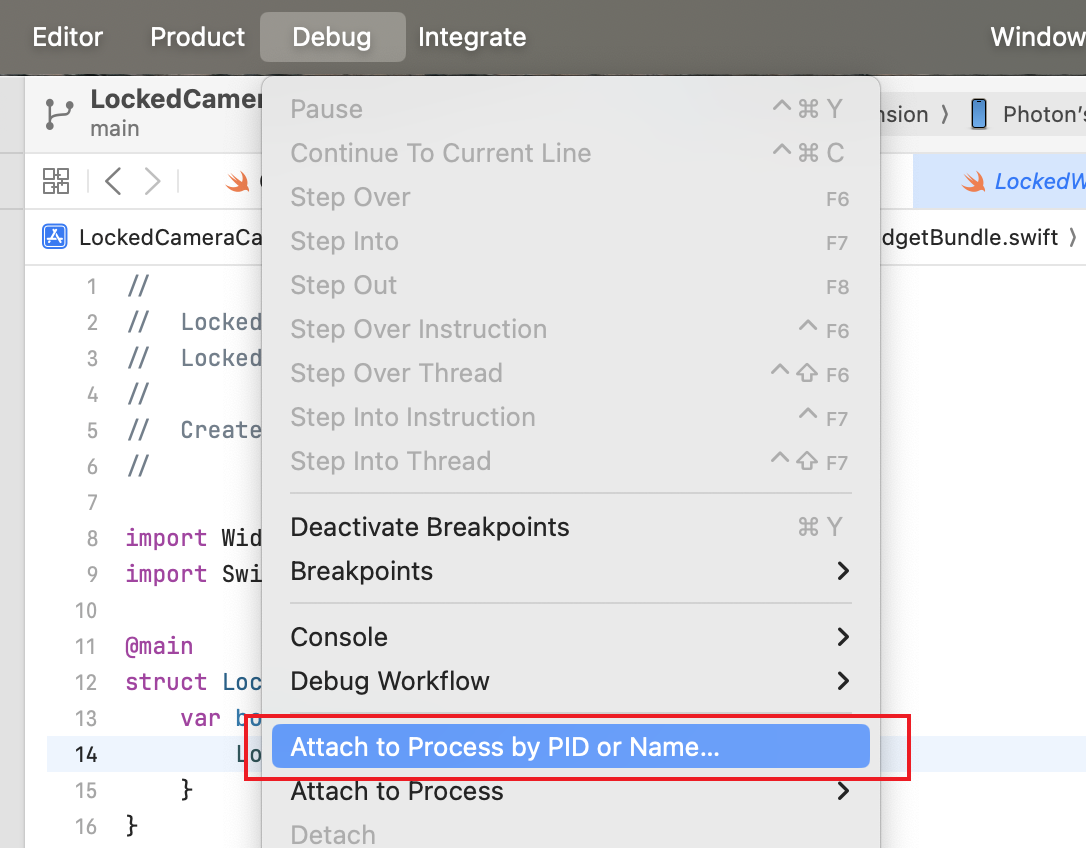 Editor Product Debug Integrate Window
LockedCamer
main
nsion 〉 Photon's
LockedW
LockedCameraCa
dgetBundle.swift 〉
Pause ^⌘Y
Continue To Current Line ^⌘C
Step Over F6
Step Into F7
Step Out F8
Step Over Instruction ^F6
Step Over Thread ^⇧F6
Step Into Instruction ^F7
Step Into Thread ^⇧F7
Deactivate Breakpoints ⌘Y
Breakpoints
Console
Debug Workflow
Attach to Process by PID or Name...
Attach to Process
Detach
1 //
2 // Locked
3 // Locked
4 //
5 // Create
6 //
7
8 import Wid
9 import Swi
10
11 @main
12 struct Loc
13 var bo
14 Lo
15 }
16 }